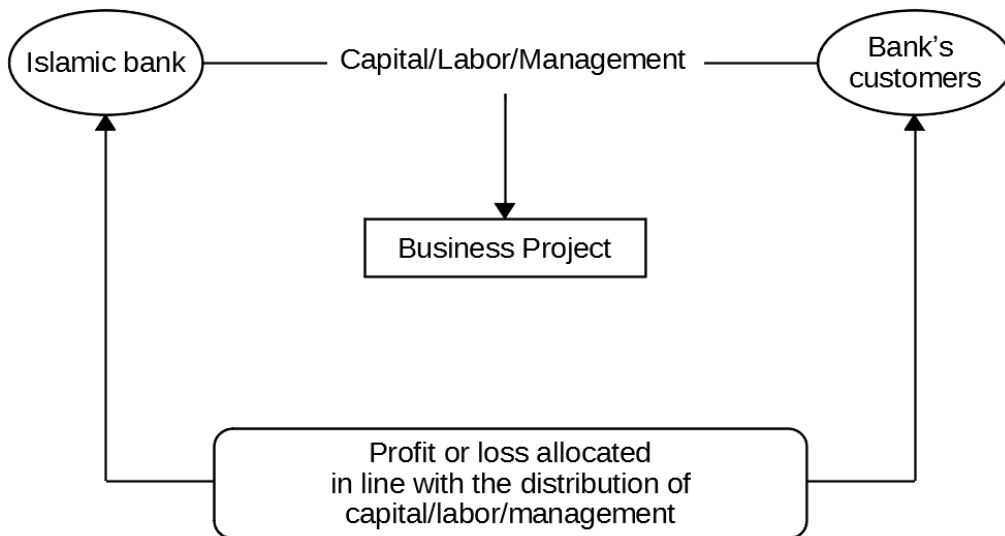 Islamic bank
Capital/Labor/Management
Bank’s
customers
Business Project
Profit or loss allocated
in line with the distribution of
capital/labor/management